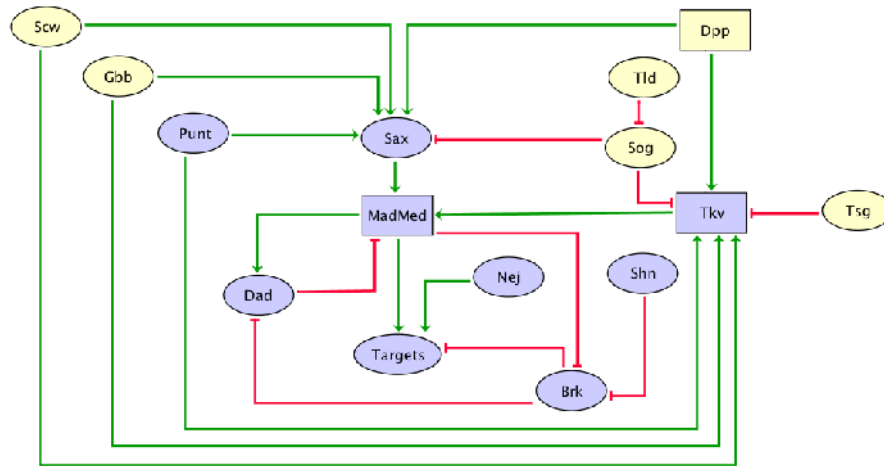 Scw
Dpp
Gbb
Tld
Punt
Sax
Sog
MadMed
Tkv
Tsg
Nej
Shn
Dad
Targets
Brk